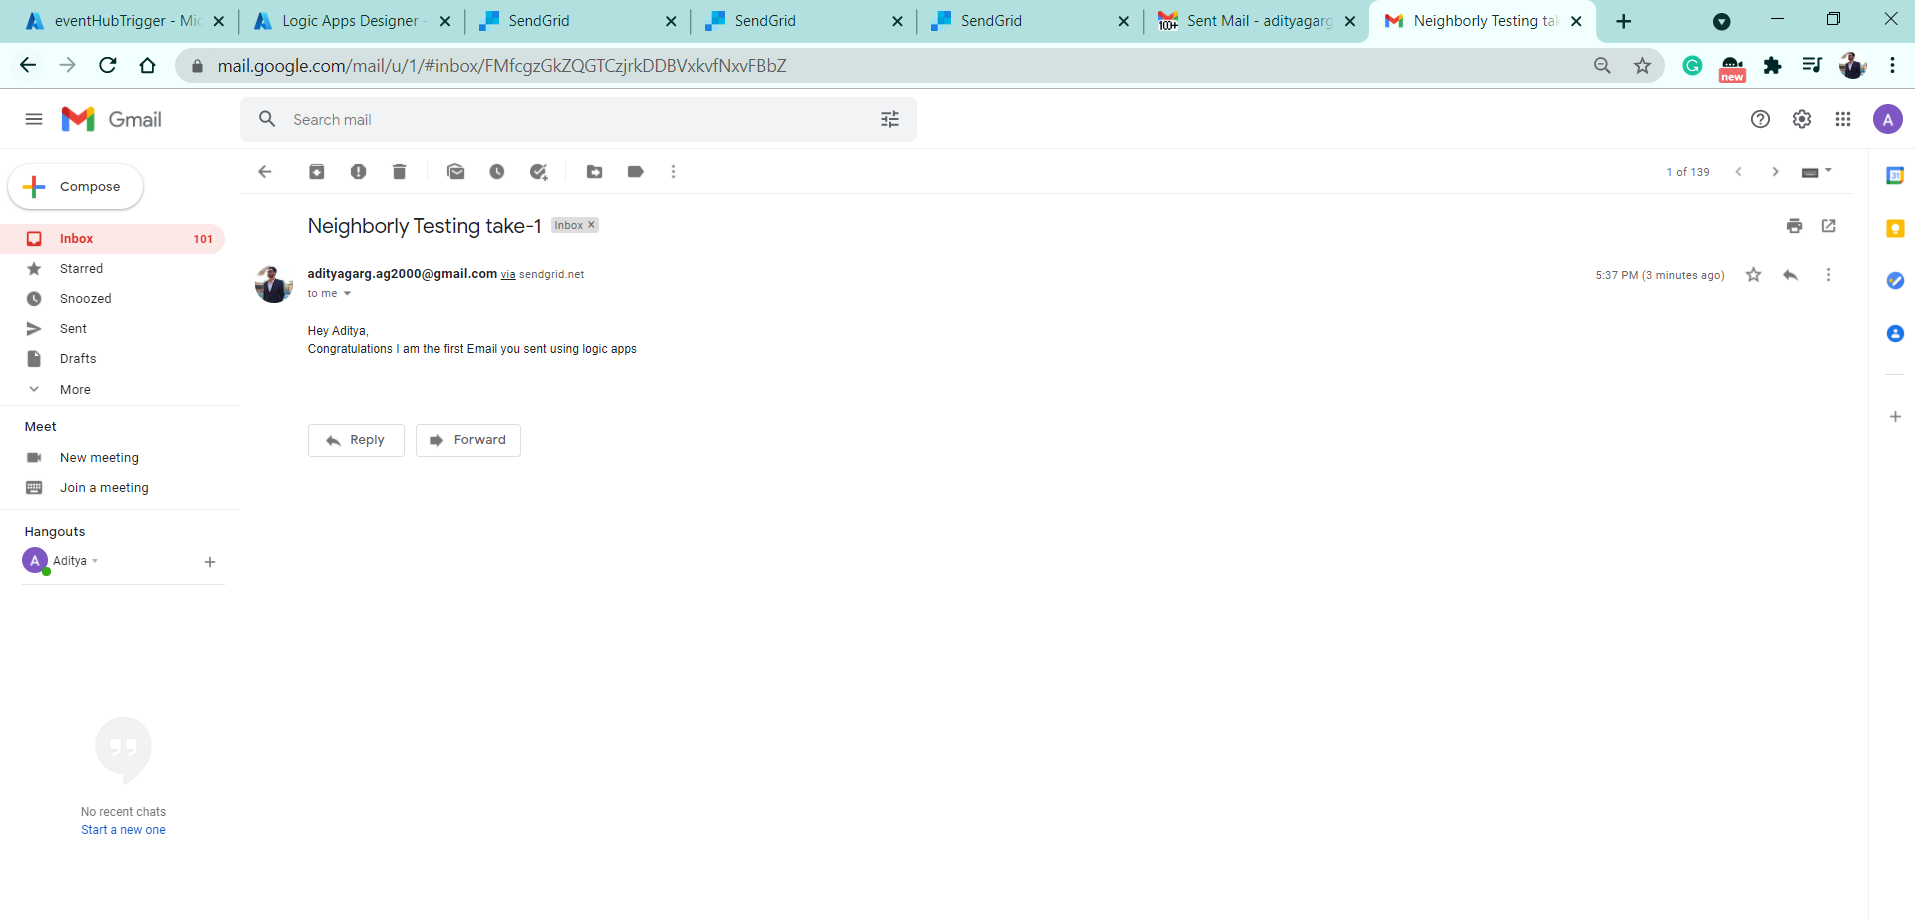 eventHubTrigger - Mic
Logic Apps Designer -
SendGrid
SendGrid
SendGrid
100+
Sent Mail - adityagarg
Neighborly Testing tak
mail.google.com/mail/u/1/#inbox/FMfcgzGkZQGTCzjrkDDBVxkvfNxvFBbZ
new
Gmail
Search mail
A
Compose
1 of 139
31
Neighborly Testing take-1 Inbox
Inbox 101
Starred
Snoozed
Sent
Drafts
More
adityagarg.ag2000@gmail.com via sendgrid.net
5:37 PM (3 minutes ago)
to me
Hey Aditya,
Congratulations I am the first Email you sent using logic apps
Reply
Forward
Meet
New meeting
Join a meeting
Hangouts
A
Aditya
No recent chats
Start a new one